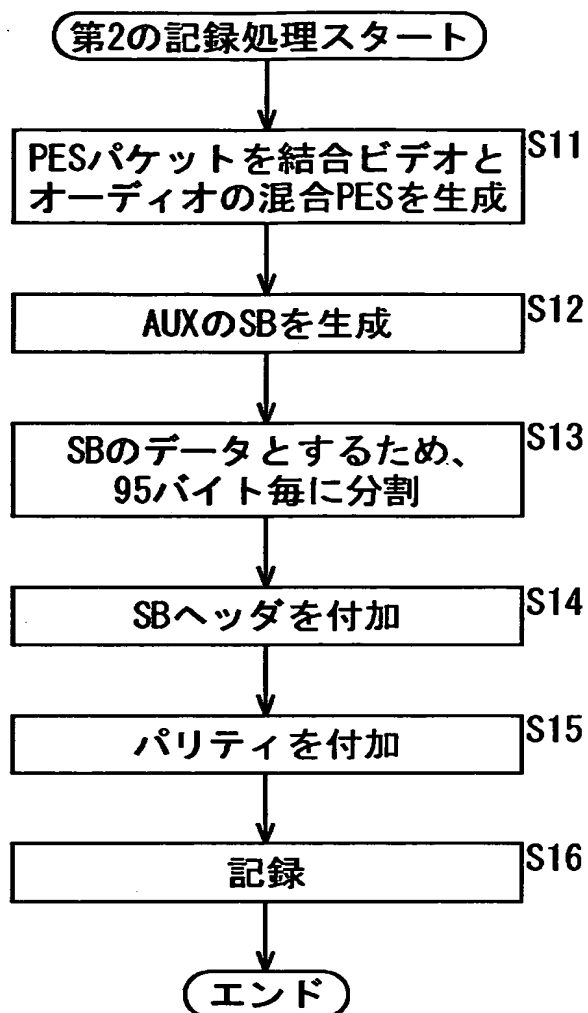 第2の記録処理スタート
PESパケットを結合ビデオと
オーディオの混合PESを生成
S11
AUXのSBを生成
S12
SBのデータとするため、
95バイト毎に分割
S13
SBヘッダを付加
S14
パリティを付加
S15
記録
S16
エンド